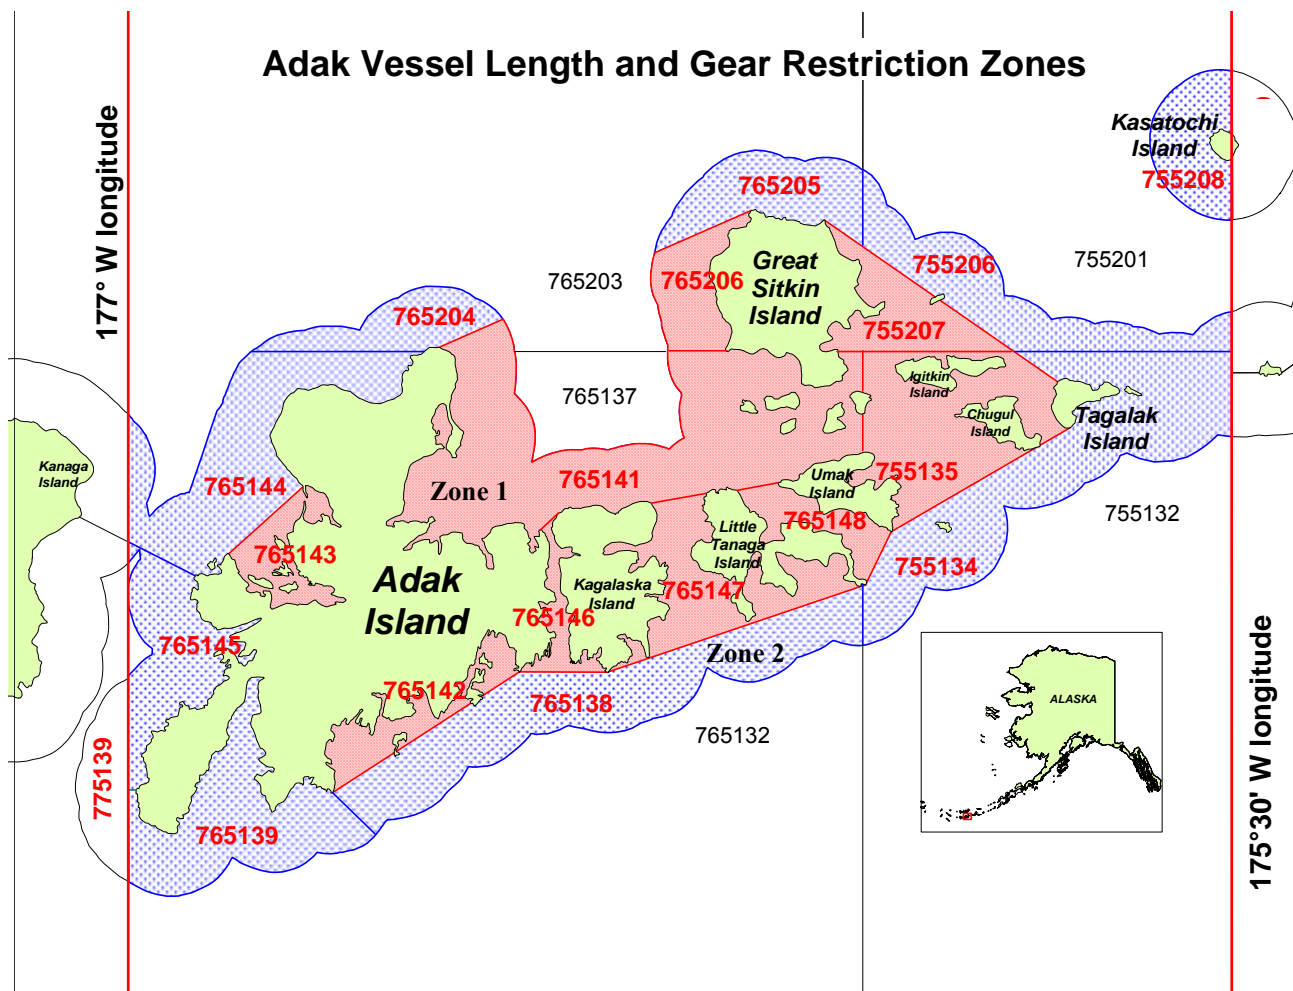 Adak Vessel Length and Gear Restriction Zones
177° W longitude
Kasatochi
Island
755208
765205
755206
755201
765203
765206
Great
Sitkin
Island
765204
755207
765137
Igitkin
Island
Chugul
Island
Tagalak
Island
Kanaga
Island
765144
Zone 1
765141
Umak
Island
755135
765148
755132
Little
Tanaga
Island
765143
Adak
Island
Kagalaska
Island
765147
755134
765146
765145
Zone 2
765142
765138
765132
ALASKA
775139
765139
175°30' W longitude